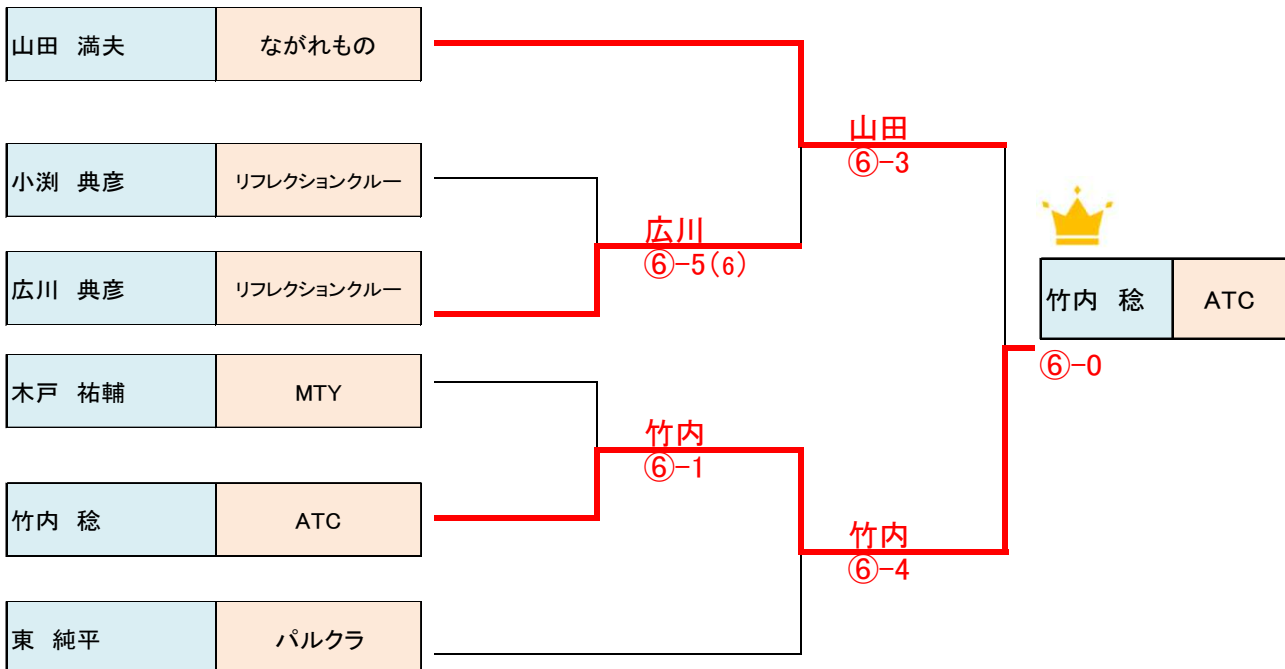 山田 満夫 ながれもの
山田
⑥-3
小渕 典彦 リフレクションクルー
広川
⑥-5(6)
広川 典彦 リフレクションクルー
竹内 稔 ATC
⑥-0
木戸 祐輔 MTY
竹内
⑥-1
竹内 稔 ATC
竹内
⑥-4
東 純平 パルクラ